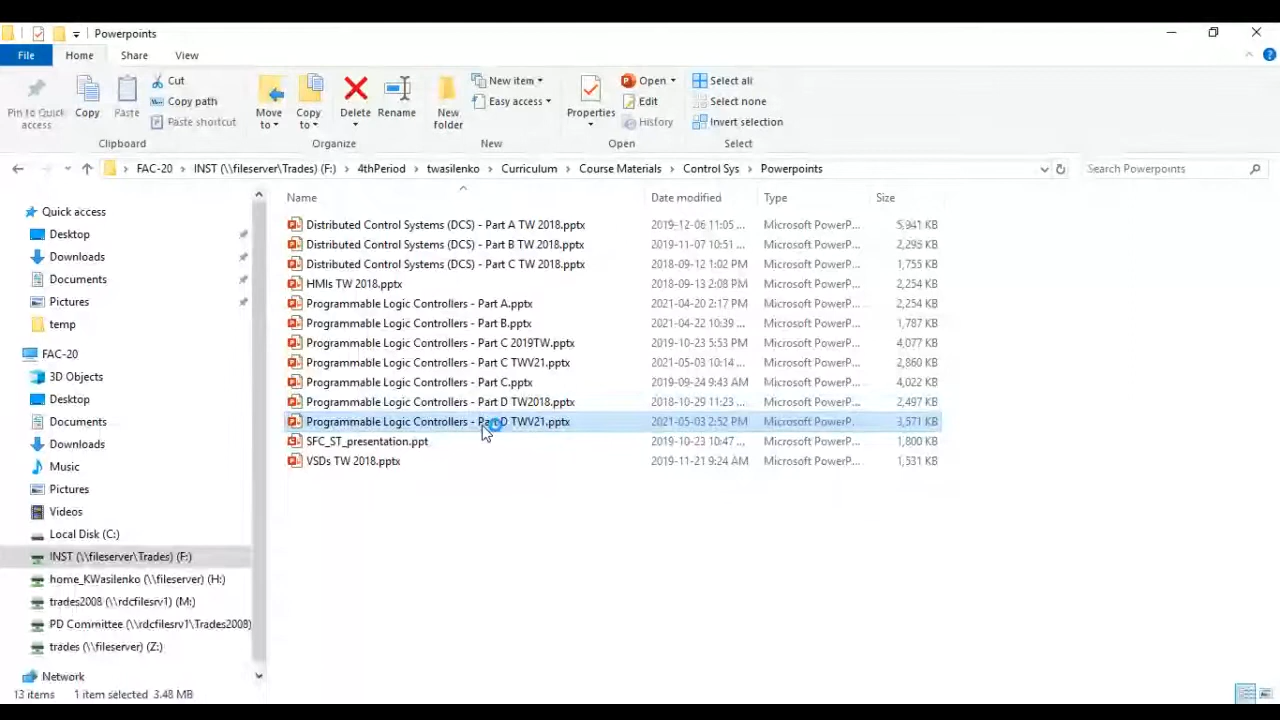 Powerpoints
File Home Share View
Pin to Quick access
Copy
Paste
Cut
Copy path
Paste shortcut
Clipboard
Move to
Copy to
Delete
Rename
Organize
New folder
New item
Easy access
New
Properties
Open
Edit
History
Open
Select all
Select none
Invert selection
Select
FAC-20 INST (\\fileserver\Trades) (F:) 4thPeriod twasilenko Curriculum Course Materials Control Sys Powerpoints
Search Powerpoints
Quick access
Desktop
Downloads
Documents
Pictures
temp
FAC-20
3D Objects
Desktop
Documents
Downloads
Music
Pictures
Videos
Local Disk (C:)
INST (\\fileserver\Trades) (F:)
home_KWasilenko (\\fileserver) (H:)
trades2008 (\\rdcfilesrv1) (M:)
PD Committee (\\rdcfilesrv1\Trades2008)
trades (\\fileserver) (Z:)
Network
Name Date modified Type Size
Distributed Control Systems (DCS) - Part A TW 2018.pptx 2019-12-06 11:05 ... Microsoft PowerP... 5,941 KB
Distributed Control Systems (DCS) - Part B TW 2018.pptx 2019-11-07 10:51 ... Microsoft PowerP... 2,295 KB
Distributed Control Systems (DCS) - Part C TW 2018.pptx 2018-09-12 1:02 PM Microsoft PowerP... 1,755 KB
HMIs TW 2018.pptx 2018-09-13 2:08 PM Microsoft PowerP... 2,254 KB
Programmable Logic Controllers - Part A.pptx 2021-04-20 2:17 PM Microsoft PowerP... 2,254 KB
Programmable Logic Controllers - Part B.pptx 2021-04-22 10:39 ... Microsoft PowerP... 1,787 KB
Programmable Logic Controllers - Part C 2019TW.pptx 2019-10-23 5:53 PM Microsoft PowerP... 4,077 KB
Programmable Logic Controllers - Part C TWV21.pptx 2021-05-03 10:14 ... Microsoft PowerP... 2,860 KB
Programmable Logic Controllers - Part C.pptx 2019-09-24 9:43 AM Microsoft PowerP... 4,022 KB
Programmable Logic Controllers - Part D TW2018.pptx 2018-10-29 11:23 ... Microsoft PowerP... 2,497 KB
Programmable Logic Controllers - Part D TWV21.pptx 2021-05-03 2:52 PM Microsoft PowerP... 3,571 KB
SFC_ST_presentation.ppt 2019-10-23 10:47 ... Microsoft PowerP... 1,800 KB
VSDs TW 2018.pptx 2019-11-21 9:24 AM Microsoft PowerP... 1,531 KB
13 items 1 item selected 3.48 MB